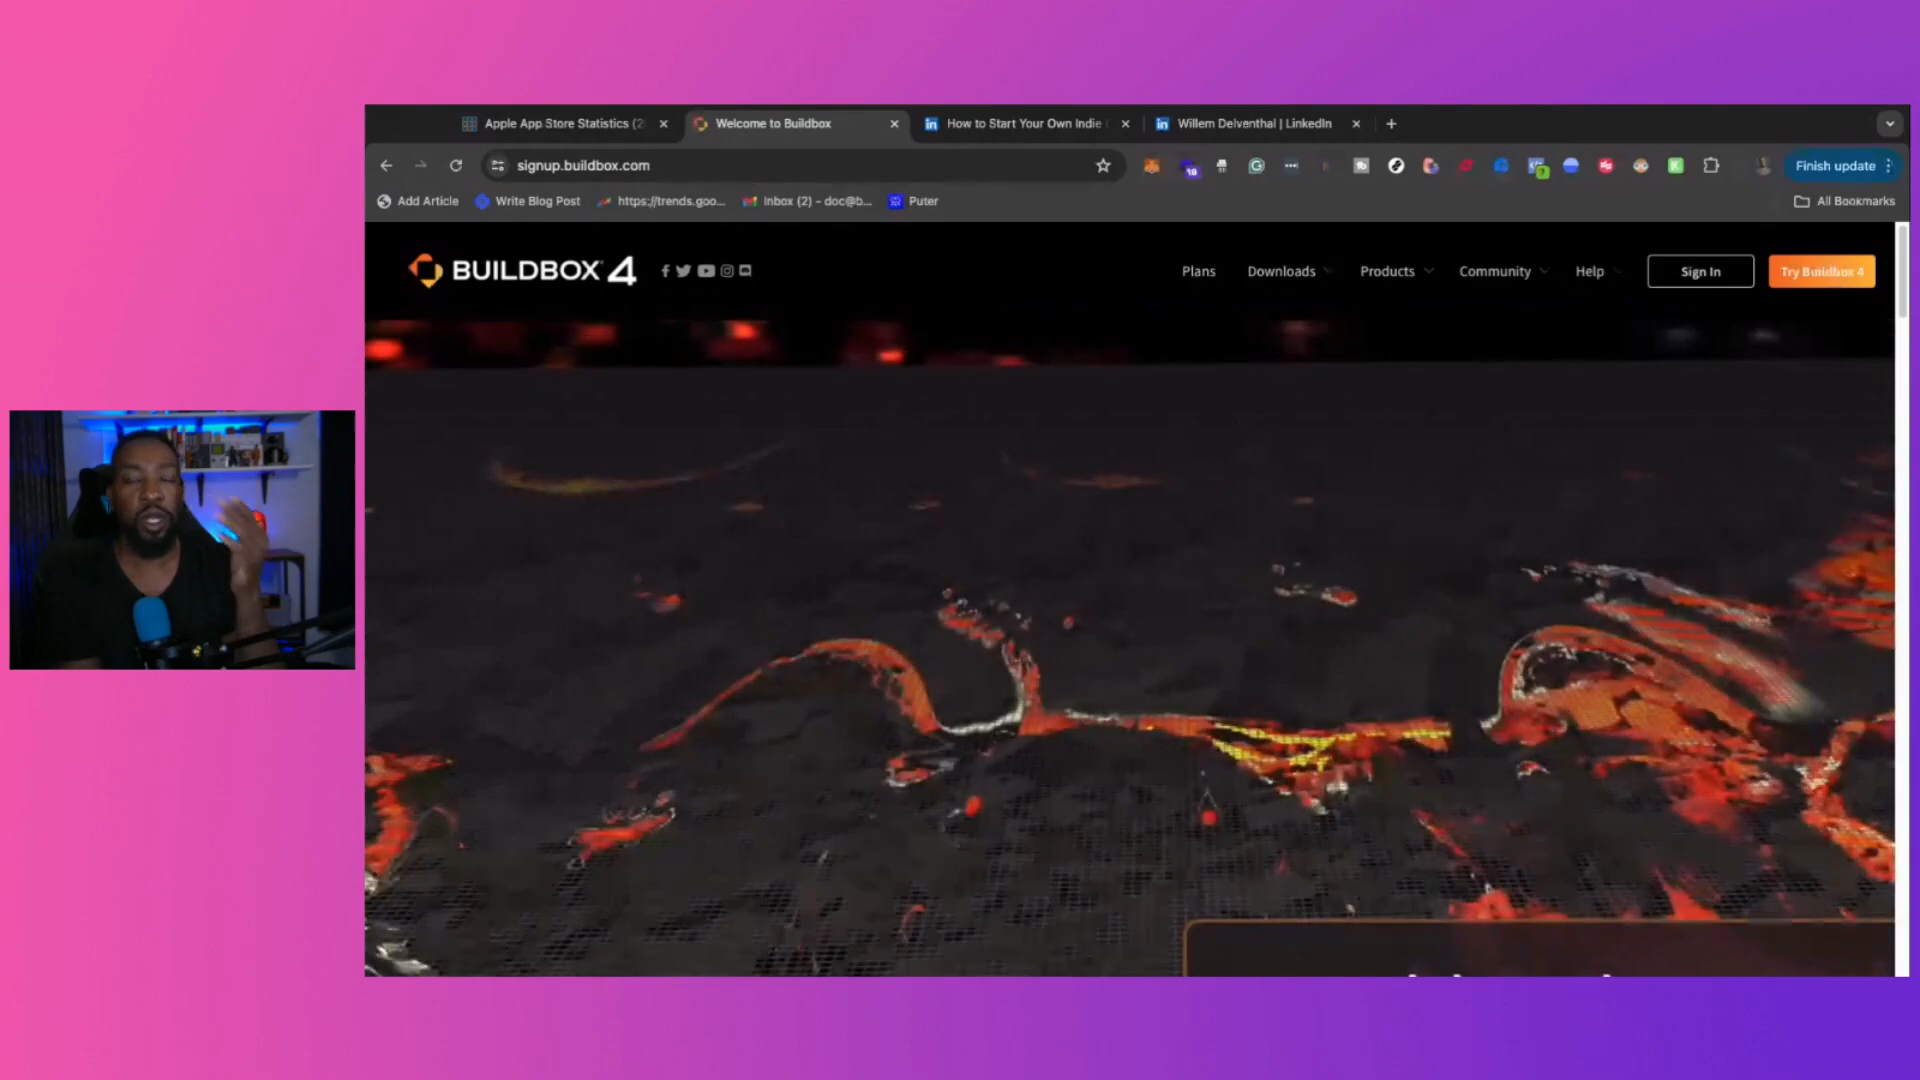 Apple App Store Statistics (2
Welcome to Buildbox
How to Start Your Own Indie
Willem Delventhal | LinkedIn
signup.buildbox.com
Finish update
Add Article
Write Blog Post
https://trends.goo...
Inbox (2) - doc@b...
Puter
All Bookmarks
BUILDBOX 4
Plans
Downloads
Products
Community
Help
Sign In
Try Buildbox 4